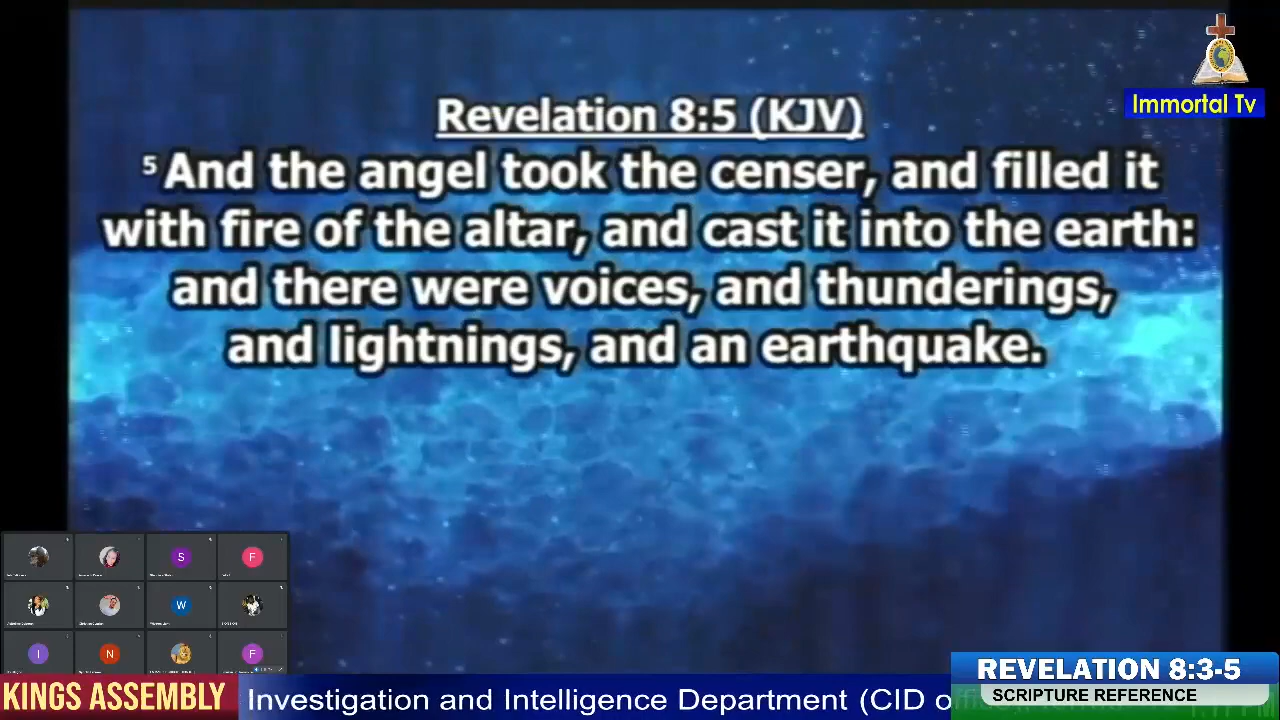 Immortal Tv
Revelation 8:5 (KJV)
5 And the angel took the censer, and filled it
with fire of the altar, and cast it into the earth:
and there were voices, and thunderings,
and lightnings, and an earthquake.
S
F
W
I
N
F
REVELATION 8:3-5
SCRIPTURE REFERENCE
KINGS ASSEMBLY
Investigation and Intelligence Department (CID